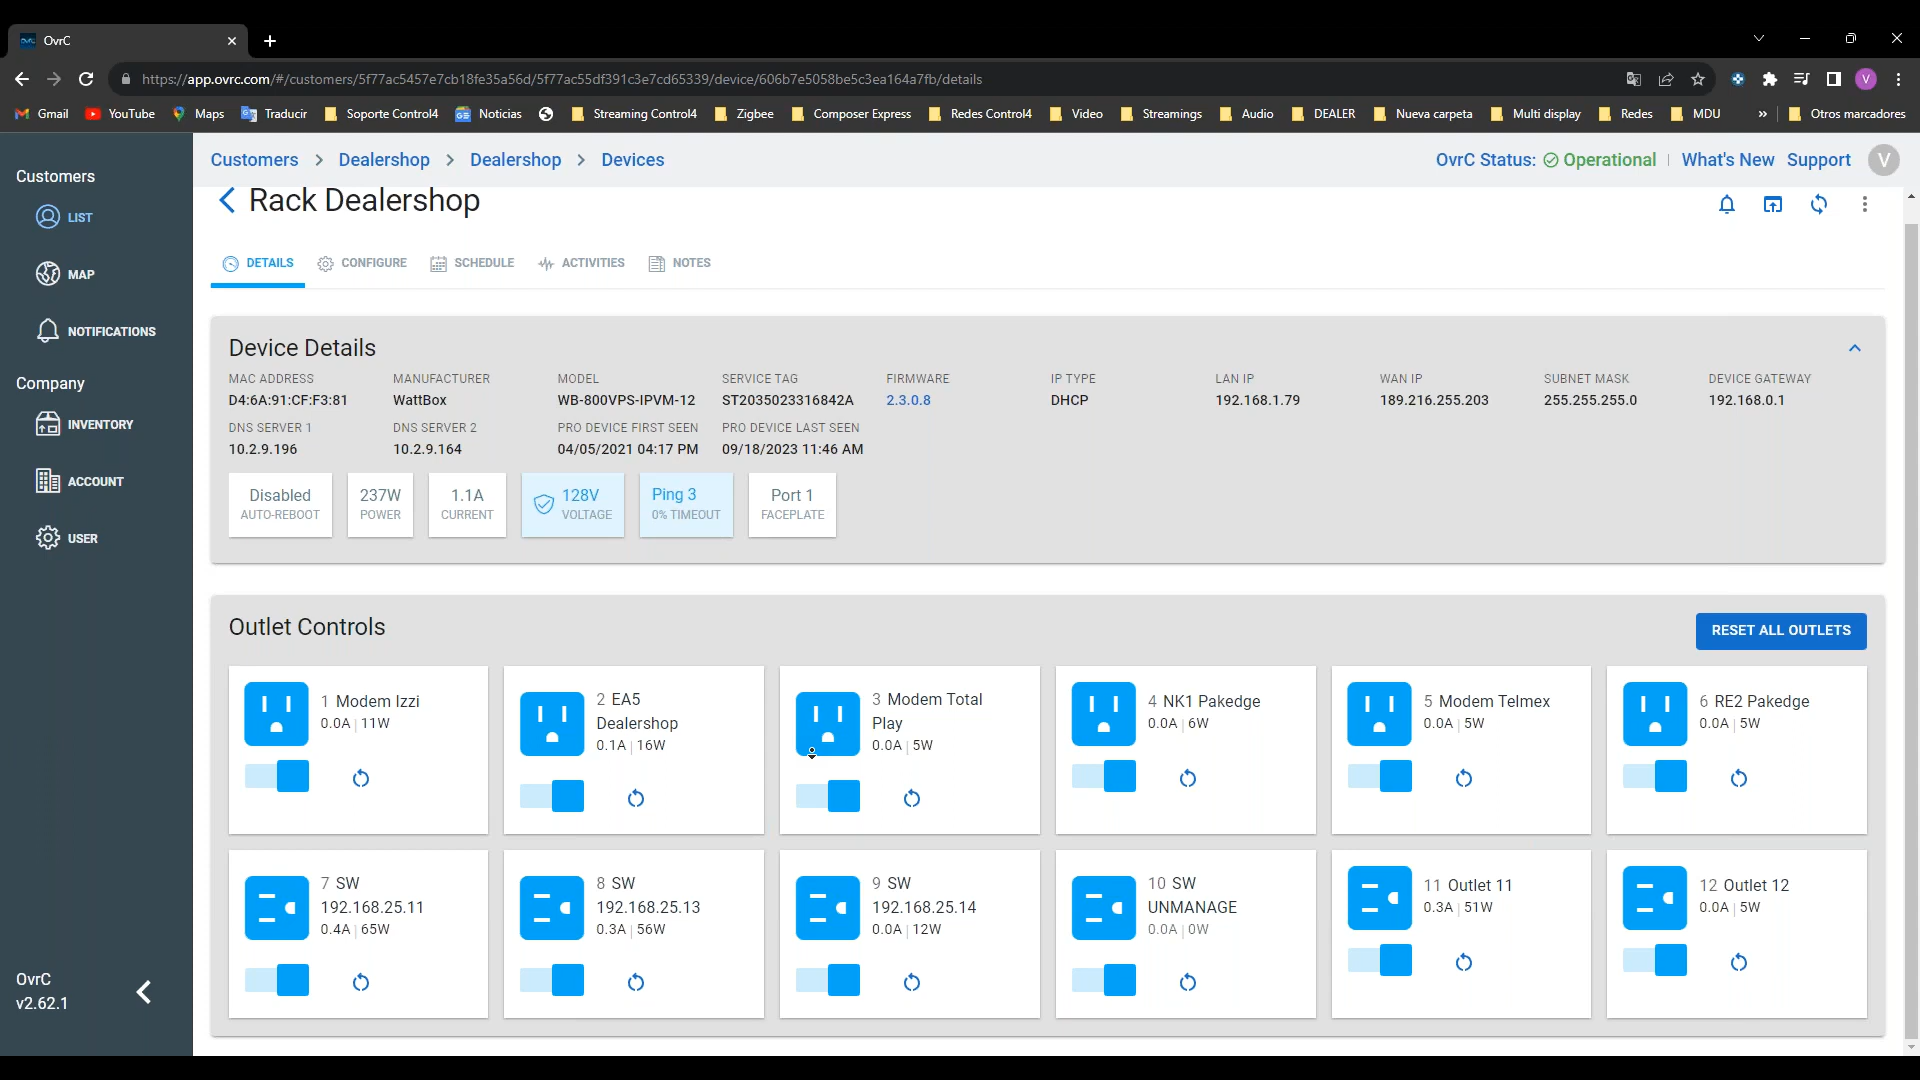 OvrC
https://app.ovrc.com/#/customers/5f77ac5457e7cb18fe35a56d/5f77ac55df391c3e7cd65339/device/606b7e5058be5c3ea164a7fb/details
V
Gmail YouTube Maps Traducir Soporte Control4 Noticias Streaming Control4 Zigbee Composer Express Redes Control4 Video Streamings Audio DEALER Nueva carpeta Multi display Redes MDU » Otros marcadores
Customers > Dealershop > Dealershop > Devices
OvrC Status: Operational | What's New Support V
Customers
LIST
MAP
NOTIFICATIONS
Company
INVENTORY
ACCOUNT
USER
OvrC
v2.62.1
Rack Dealershop
DETAILS CONFIGURE SCHEDULE ACTIVITIES NOTES
Device Details
MAC ADDRESS MANUFACTURER MODEL SERVICE TAG FIRMWARE IP TYPE LAN IP WAN IP SUBNET MASK DEVICE GATEWAY
D4:6A:91:CF:F3:81 WattBox WB-800VPS-IPVM-12 ST2035023316842A 2.3.0.8 DHCP 192.168.1.79 189.216.255.203 255.255.255.0 192.168.0.1
DNS SERVER 1 DNS SERVER 2 PRO DEVICE FIRST SEEN PRO DEVICE LAST SEEN
10.2.9.196 10.2.9.164 04/05/2021 04:17 PM 09/18/2023 11:46 AM
Disabled 237W 1.1A 128V Ping 3 Port 1
AUTO-REBOOT POWER CURRENT VOLTAGE 0% TIMEOUT FACEPLATE
Outlet Controls
RESET ALL OUTLETS
1 Modem Izzi
0.0A | 11W
2 EA5
Dealershop
0.1A | 16W
3 Modem Total
Play
0.0A | 5W
4 NK1 Pakedge
0.0A | 6W
5 Modem Telmex
0.0A | 5W
6 RE2 Pakedge
0.0A | 5W
7 SW
192.168.25.11
0.4A | 65W
8 SW
192.168.25.13
0.3A | 56W
9 SW
192.168.25.14
0.0A | 12W
10 SW
UNMANAGE
0.0A | 0W
11 Outlet 11
0.3A | 51W
12 Outlet 12
0.0A | 5W